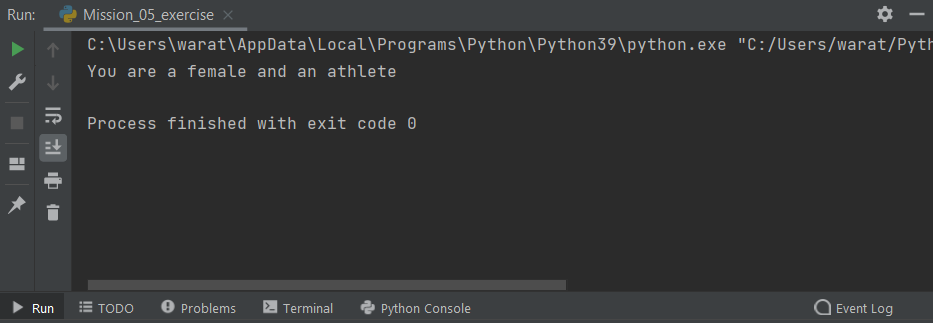 Run: Mission_05_exercise
C:\Users\warat\AppData\Local\Programs\Python\Python39\python.exe "C:/Users/warat/Pyth
You are a female and an athlete
Process finished with exit code 0
Run TODO Problems Terminal Python Console Event Log